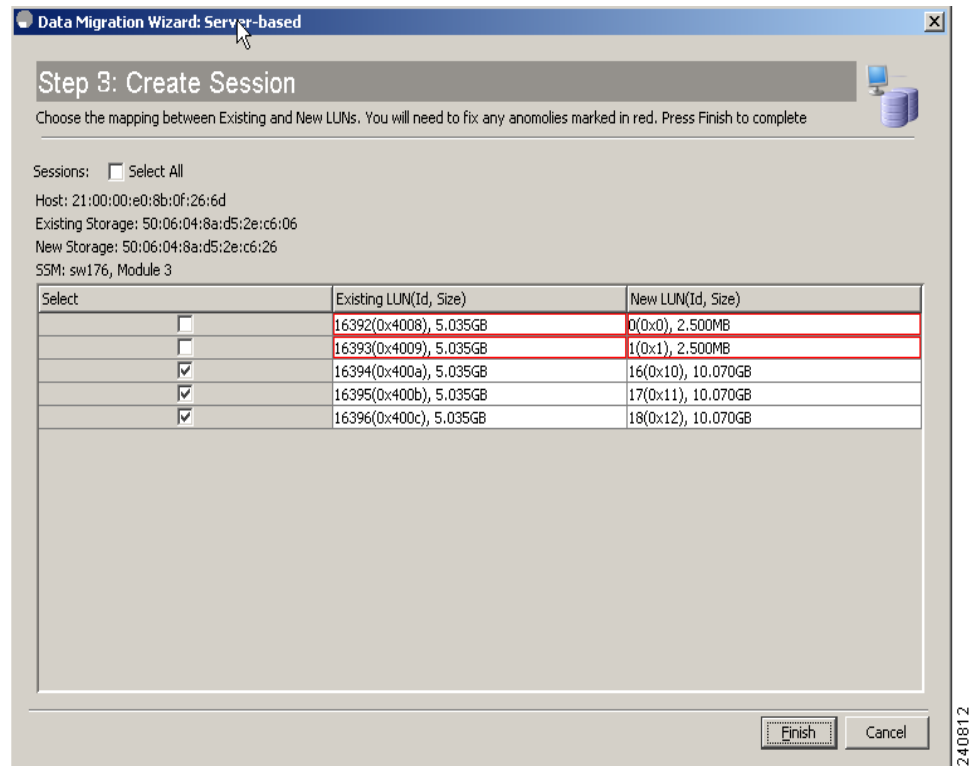 Data Migration Wizard: Server-based
Step 3: Create Session
Choose the mapping between Existing and New LUNs. You will need to fix any anomolies marked in red. Press Finish to complete
Sessions: Select All
Host: 21:00:00:e0:8b:0f:26:6d
Existing Storage: 50:06:04:8a:d5:2e:c6:06
New Storage: 50:06:04:8a:d5:2e:c6:26
SSM: sw176, Module 3
Select Existing LUN(Id, Size) New LUN(Id, Size)
16392(0x4008), 5.035GB 0(0x0), 2.500MB
16393(0x4009), 5.035GB 1(0x1), 2.500MB
16394(0x400a), 5.035GB 16(0x10), 10.070GB
16395(0x400b), 5.035GB 17(0x11), 10.070GB
16396(0x400c), 5.035GB 18(0x12), 10.070GB
Finish Cancel
240812